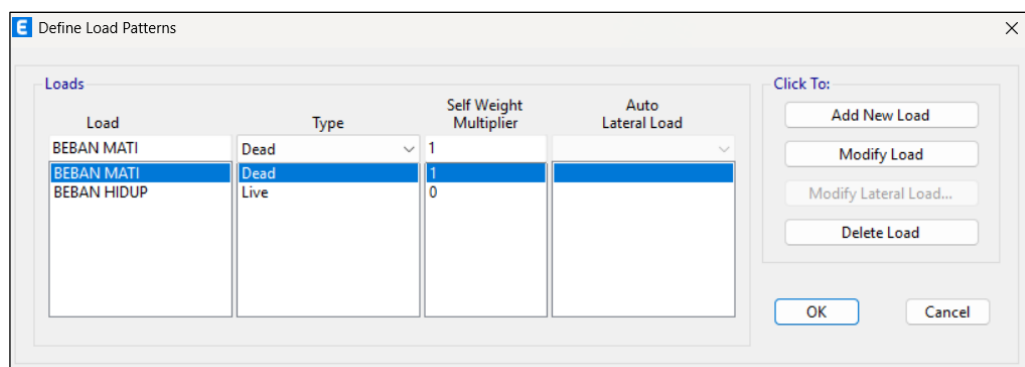 E Define Load Patterns
Loads
Load Type Self Weight Multiplier Auto Lateral Load
BEBAN MATI Dead 1
BEBAN MATI Dead 1
BEBAN HIDUP Live 0
Click To:
Add New Load
Modify Load
Modify Lateral Load...
Delete Load
OK Cancel